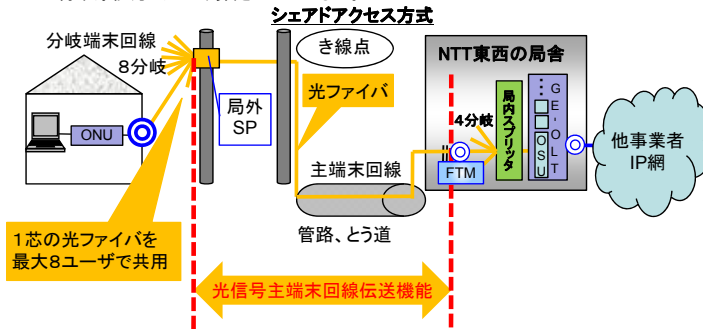 シェアドアクセス方式
分岐端末回線
8分岐
き線点
NTT東西の局舎
局外
SP
光ファイバ
ONU
主端末回線
4分岐
局内スプリッタ
…
GE-OLT
OSU
FTM
他事業者
IP網
管路、とう道
1芯の光ファイバを
最大8ユーザで共用
光信号主端末回線伝送機能